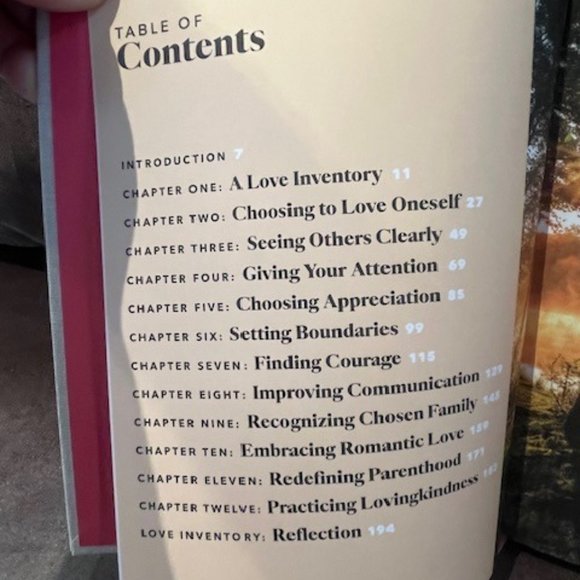 TABLE OF
Contents
INTRODUCTION 7
CHAPTER ONE: A Love Inventory 11
CHAPTER TWO: Choosing to Love Oneself 27
CHAPTER THREE: Seeing Others Clearly 49
CHAPTER FOUR: Giving Your Attention 69
CHAPTER FIVE: Choosing Appreciation 85
CHAPTER SIX: Setting Boundaries 99
CHAPTER SEVEN: Finding Courage 115
CHAPTER EIGHT: Improving Communication 129
CHAPTER NINE: Recognizing Chosen Family
CHAPTER TEN: Embracing Romantic Love 159
CHAPTER ELEVEN: Redefining Parenthood 171
CHAPTER TWELVE: Practicing Lovingkindness
LOVE INVENTORY: Reflection 194